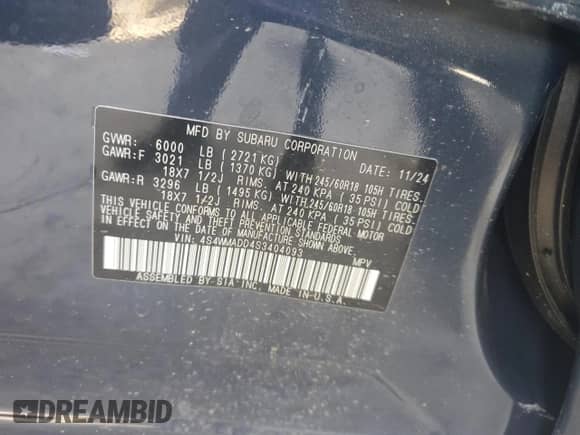 MFD BY SUBARU CORPORATION
GVWR: 6000 LB ( 2721 KG) DATE: 11/24
GAWR:F 3021 LB ( 1370 KG) WITH 245/60R18 105H TIRES,
18X7 1/2J RIMS, AT 240 KPA ( 35 PSI) COLD
GAWR:R 3296 LB ( 1495 KG) WITH 245/60R18 105H TIRES,
18X7 1/2J RIMS, AT 240 KPA ( 35 PSI) COLD
THIS VEHICLE CONFORMS TO ALL APPLICABLE FEDERAL MOTOR
VEHICLE SAFETY AND THEFT PREVENTION STANDARDS
IN EFFECT ON THE DATE OF MANUFACTURE SHOWN ABOVE.
VIN: 4S4WMADD4S3404093 MPV
ASSEMBLED BY SIA INC, MADE IN U.S.A.
DREAMBID